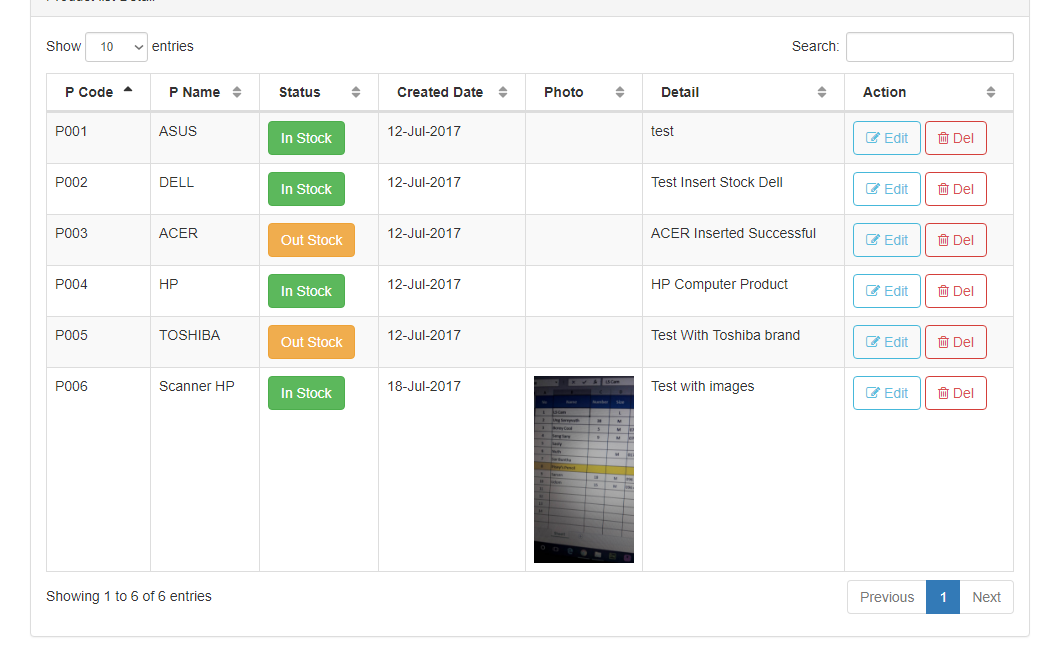 Show 10 entries Search:
P Code P Name Status Created Date Photo Detail Action
P001 ASUS In Stock 12-Jul-2017 test Edit Del
P002 DELL In Stock 12-Jul-2017 Test Insert Stock Dell Edit Del
P003 ACER Out Stock 12-Jul-2017 ACER Inserted Successful Edit Del
P004 HP In Stock 12-Jul-2017 HP Computer Product Edit Del
P005 TOSHIBA Out Stock 12-Jul-2017 Test With Toshiba brand Edit Del
P006 Scanner HP In Stock 18-Jul-2017 Test with images Edit Del
Showing 1 to 6 of 6 entries Previous 1 Next